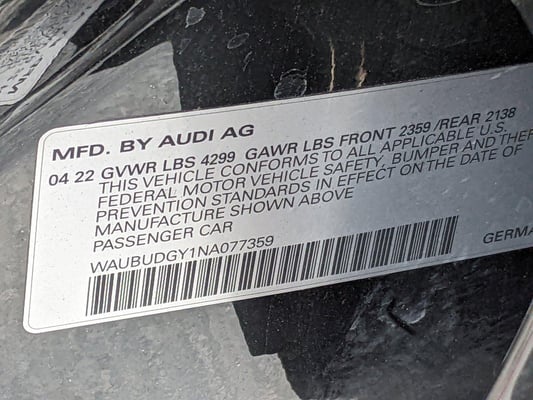 MFD. BY AUDI AG
04 22 GVWR LBS 4299 GAWR LBS FRONT 2359 /REAR 2138
THIS VEHICLE CONFORMS TO ALL APPLICABLE U.S.
FEDERAL MOTOR VEHICLE SAFETY, BUMPER AND THEF
PREVENTION STANDARDS IN EFFECT ON THE DATE OF
MANUFACTURE SHOWN ABOVE
PASSENGER CAR
WAUBUDGY1NA077359
GERMA